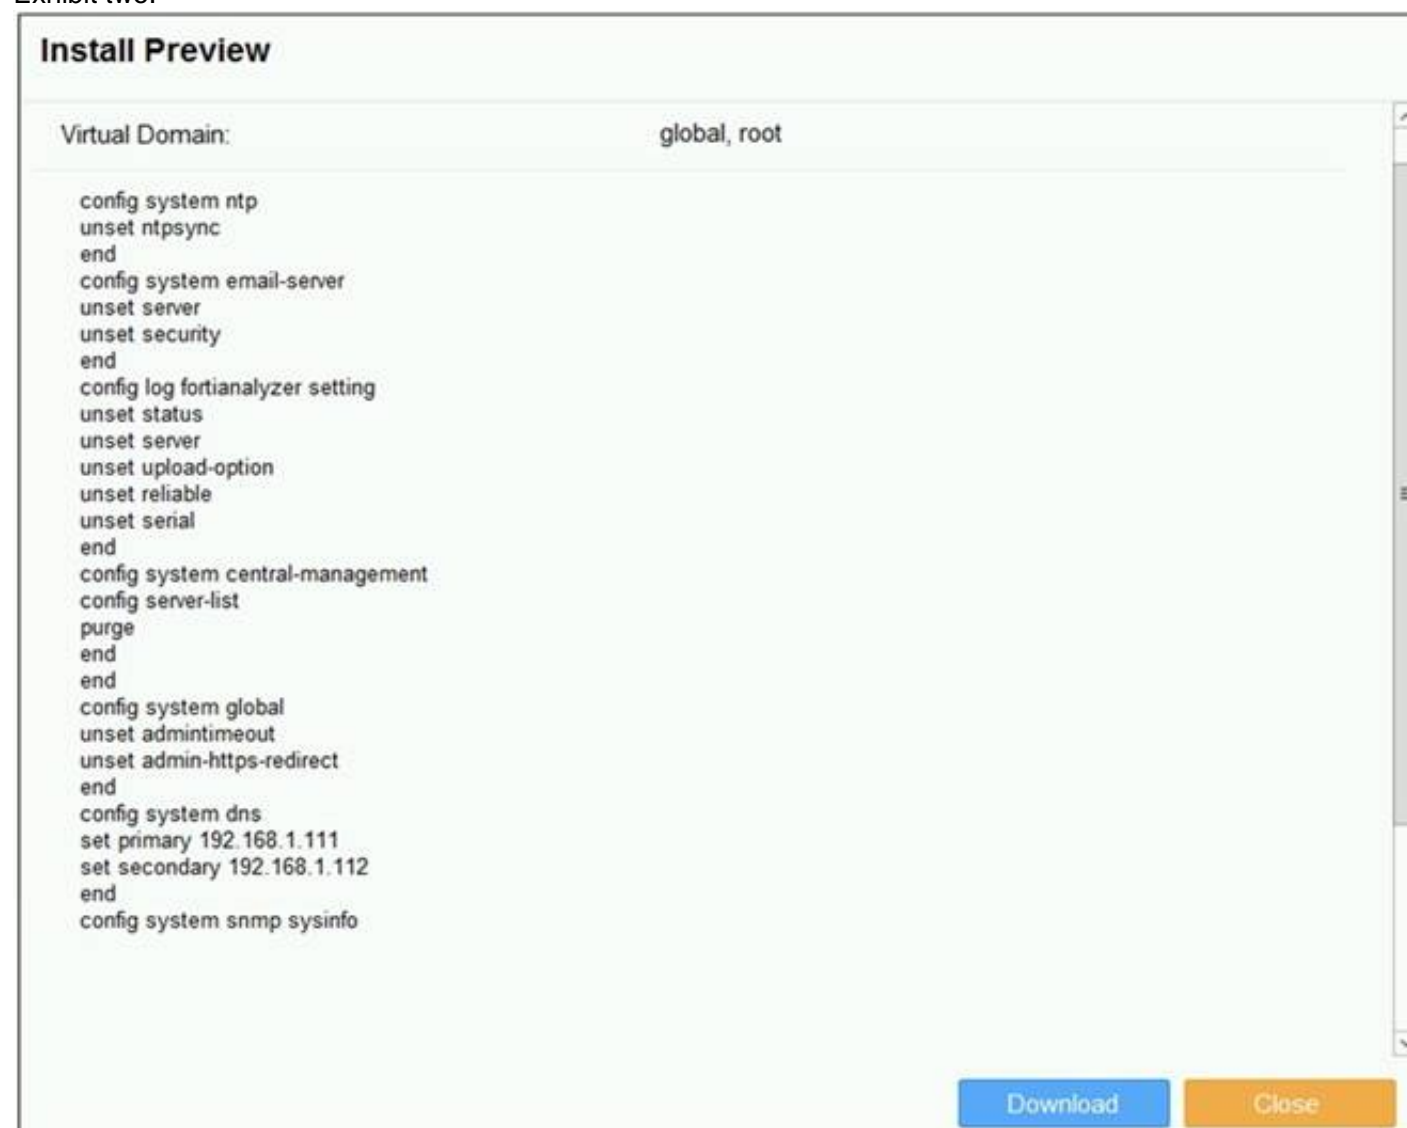 Exhibit two:
Install Preview
Virtual Domain: global, root
config system ntp
unset ntpsync
end
config system email-server
unset server
unset security
end
config log fortianalyzer setting
unset status
unset server
unset upload-option
unset reliable
unset serial
end
config system central-management
config server-list
purge
end
end
config system global
unset admintimeout
unset admin-https-redirect
end
config system dns
set primary 192.168.1.111
set secondary 192.168.1.112
end
config system snmp sysinfo
Download Close